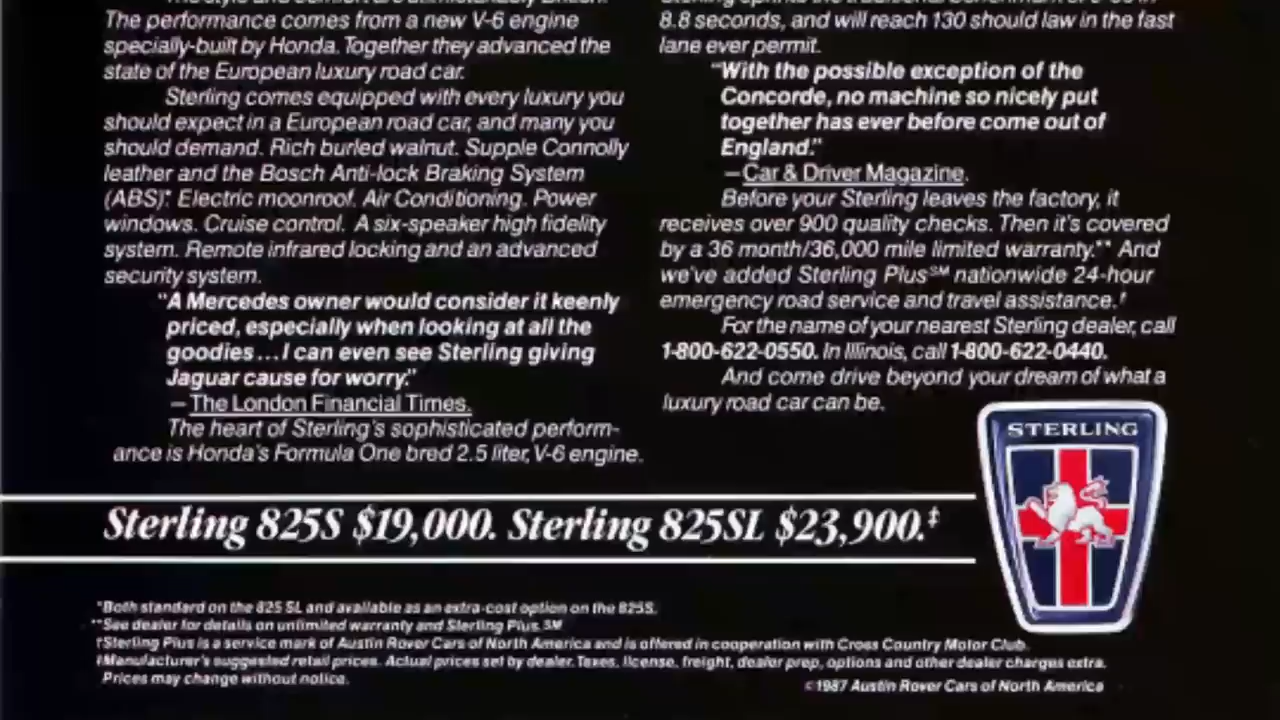 The performance comes from a new V-6 engine
specially-built by Honda. Together they advanced the
state of the European luxury road car.
Sterling comes equipped with every luxury you
should expect in a European road car, and many you
should demand. Rich burled walnut. Supple Connolly
leather and the Bosch Anti-lock Braking System
(ABS)*. Electric moonroof. Air Conditioning. Power
windows. Cruise control. A six-speaker high fidelity
system. Remote infrared locking and an advanced
security system.
"A Mercedes owner would consider it keenly
priced, especially when looking at all the
goodies...I can even see Sterling giving
Jaguar cause for worry."
—The London Financial Times.
The heart of Sterling's sophisticated perform-
ance is Honda's Formula One bred 2.5 liter, V-6 engine.
8.8 seconds, and will reach 130 should law in the fast
lane ever permit.
"With the possible exception of the
Concorde, no machine so nicely put
together has ever before come out of
England."
—Car & Driver Magazine.
Before your Sterling leaves the factory, it
receives over 900 quality checks. Then it's covered
by a 36 month/36,000 mile limited warranty.** And
we've added Sterling Plus℠ nationwide 24-hour
emergency road service and travel assistance.†
For the name of your nearest Sterling dealer, call
1-800-622-0550. In Illinois, call 1-800-622-0440.
And come drive beyond your dream of what a
luxury road car can be.
STERLING
Sterling 825S $19,000. Sterling 825SL $23,900.‡
*Both standard on the 825 SL and available as an extra-cost option on the 825S.
**See dealer for details on unlimited warranty and Sterling Plus.℠
†Sterling Plus is a service mark of Austin Rover Cars of North America and is offered in cooperation with Cross Country Motor Club.
‡Manufacturer's suggested retail prices. Actual prices set by dealer. Taxes, license, freight, dealer prep, options and other dealer charges extra.
Prices may change without notice.
©1987 Austin Rover Cars of North America